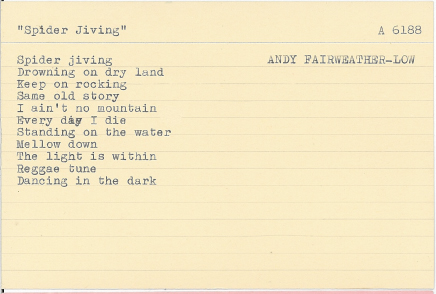 "Spider Jiving" A 6188
Spider jiving ANDY FAIRWEATHER-LOW
Drowning on dry land
Keep on rocking
Same old story
I ain't no mountain
Every day I die
Standing on the water
Mellow down
The light is within
Reggae tune
Dancing in the dark